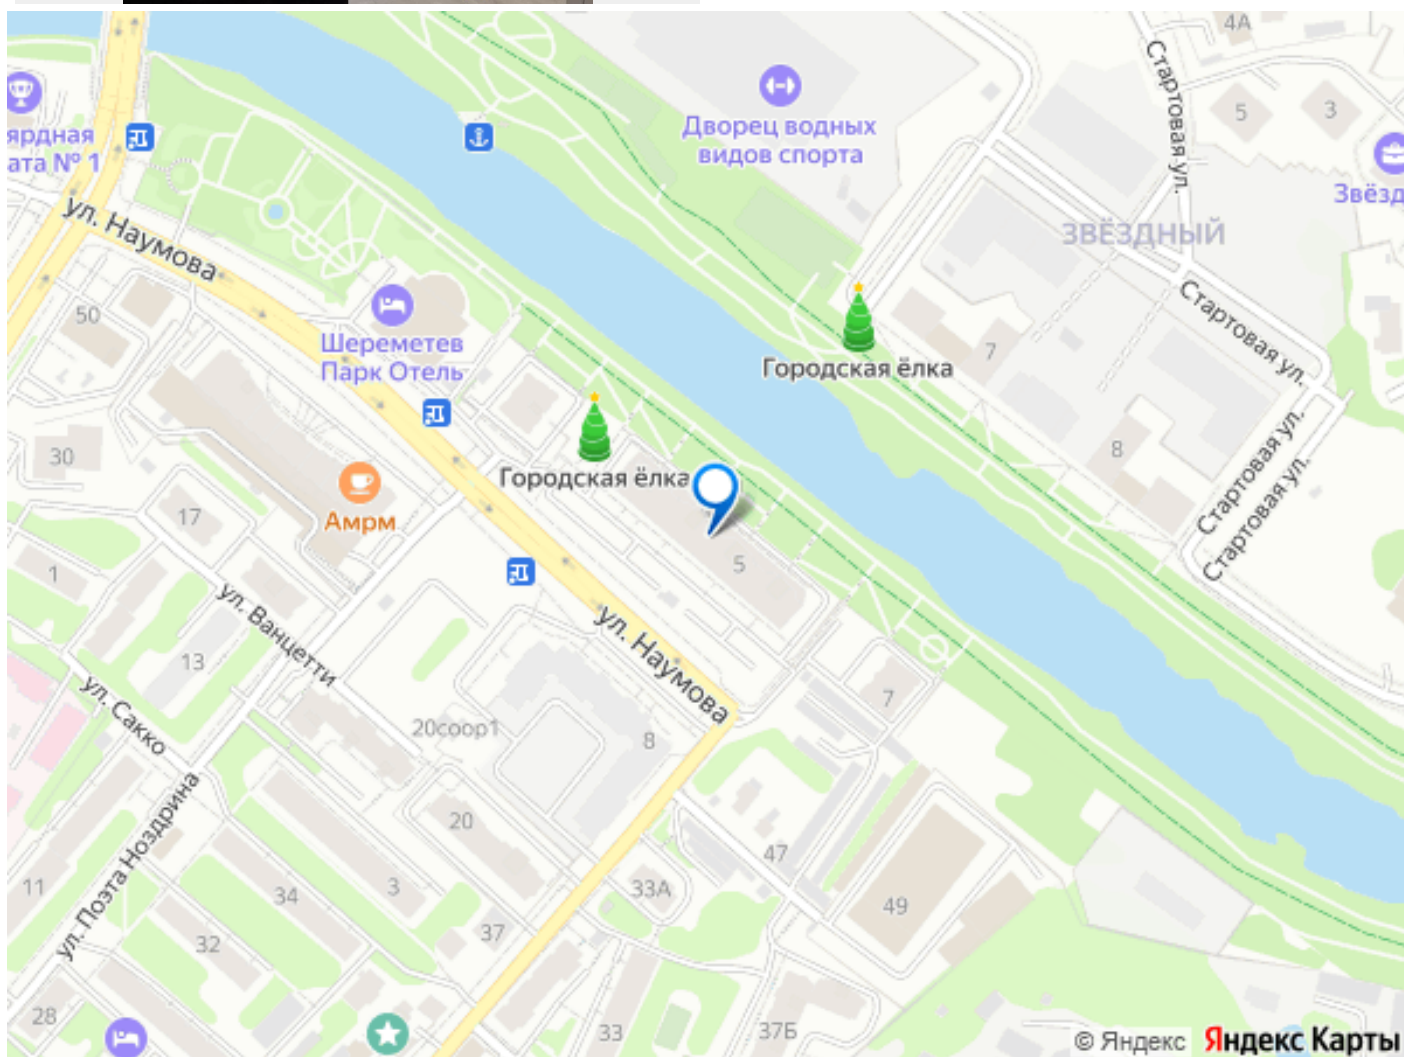 4А
Стартовая ул.
5
3
Дворец водных
видов спорта
ярдная
ата № 1
Звёзд
ул. Наумова
ЗВЁЗДНЫЙ
50
Шереметев
Парк Отель
Стартовая ул.
7
Городская ёлка
30
8
Стартовая ул.
Городская ёлка
17
Амрм
Стартовая ул.
5
1
ул. Ванцетти
ул. Наумова
13
ул. Сакко
7
20соор1
8
20
47
ул. Поэта Ноздрина
11
34
3
33А
49
32
37
28
33
37Б
© Яндекс Яндекс Карты